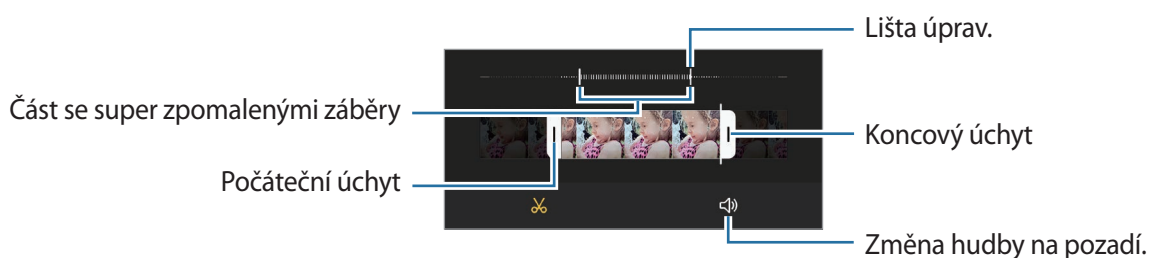 Lišta úprav.
Část se super zpomalenými záběry
Koncový úchyt
Počáteční úchyt
Změna hudby na pozadí.